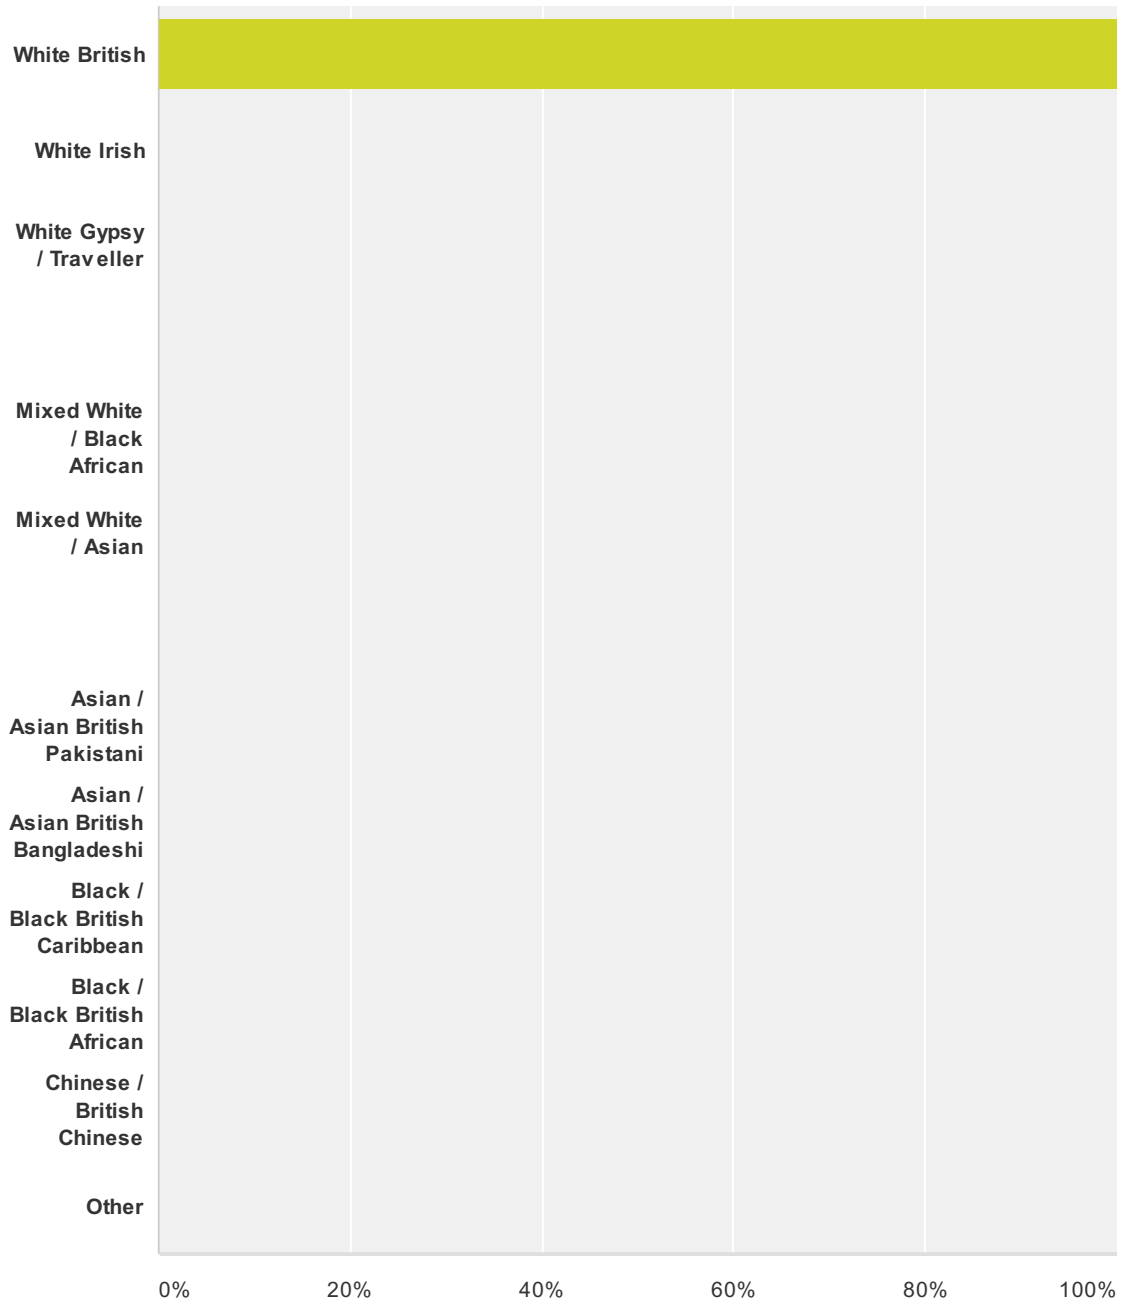 White British
White Irish
White Gypsy
/ Traveller
Mixed White
/ Black
African
Mixed White
/ Asian
Asian /
Asian British
Pakistani
Asian /
Asian British
Bangladeshi
Black /
Black British
Caribbean
Black /
Black British
African
Chinese /
British
Chinese
Other
0% 20% 40% 60% 80% 100%